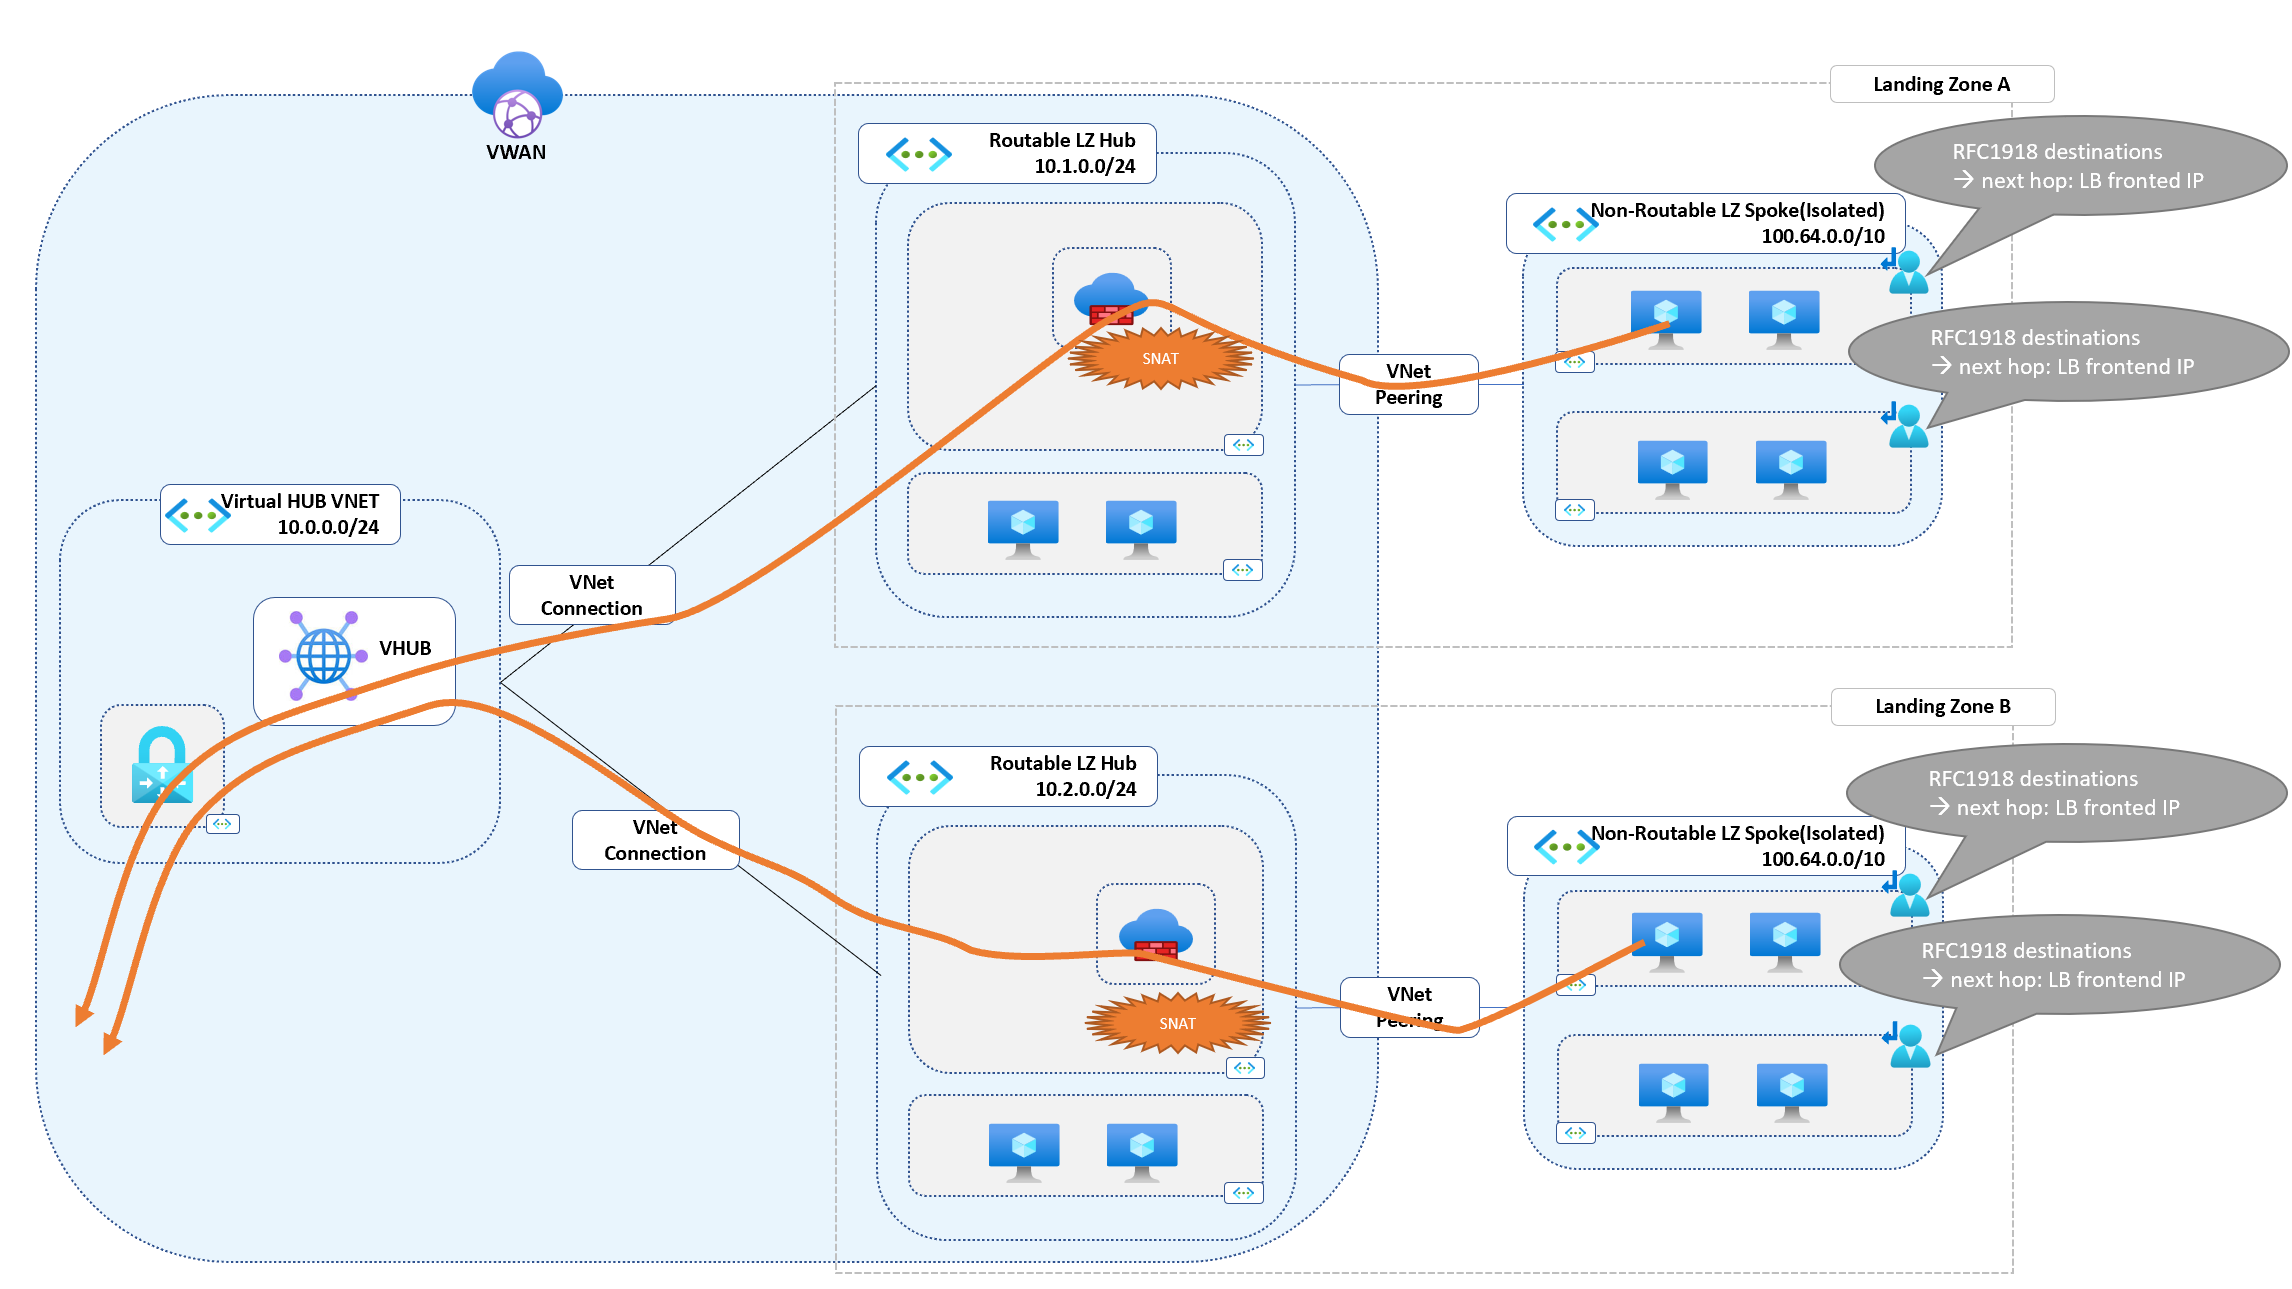 VWAN
Landing Zone A
Routable LZ Hub
10.1.0.0/24
RFC1918 destinations
→ next hop: LB fronted IP
Non-Routable LZ Spoke(Isolated)
100.64.0.0/10
SNAT
VNet
Peering
RFC1918 destinations
→ next hop: LB frontend IP
Virtual HUB VNET
10.0.0.0/24
VNet
Connection
VHUB
Landing Zone B
Routable LZ Hub
10.2.0.0/24
RFC1918 destinations
→ next hop: LB fronted IP
VNet
Connection
Non-Routable LZ Spoke(Isolated)
100.64.0.0/10
RFC1918 destinations
→ next hop: LB frontend IP
SNAT
VNet
Peering